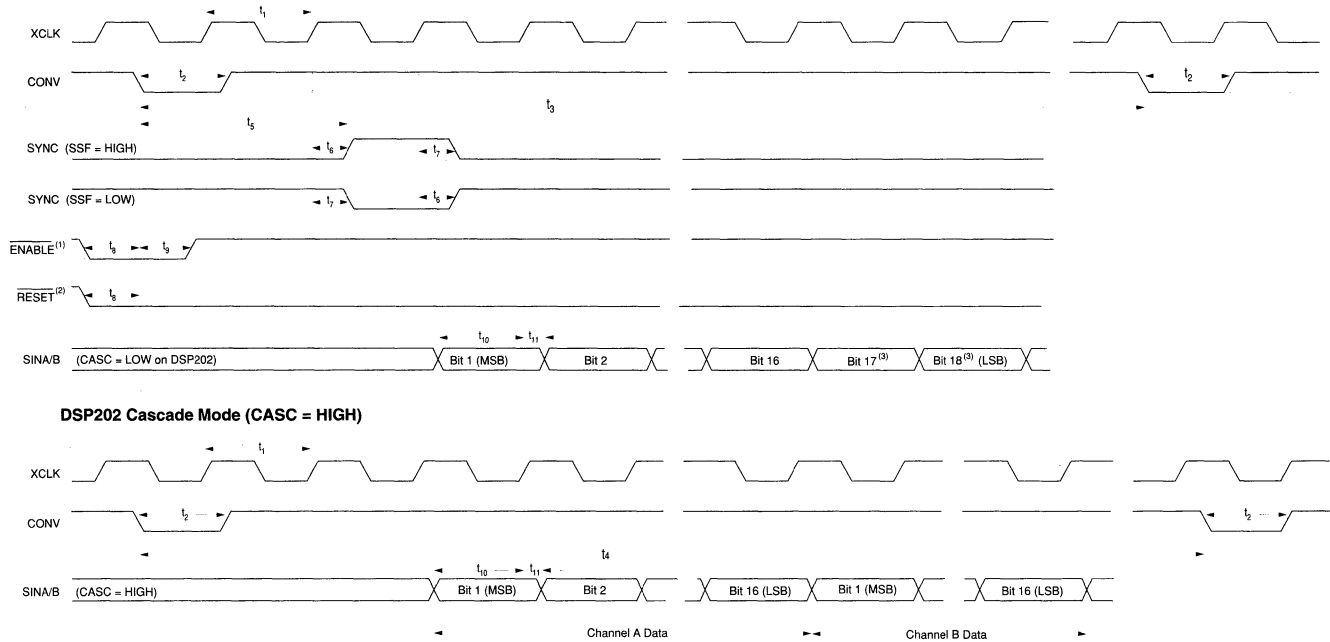 t1
XCLK
CONV
t2
t2
t3
t5
SYNC (SSF = HIGH)
t6
t7
SYNC (SSF = LOW)
t7
t6
ENABLE(1)
t8
t9
RESET(2)
t8
SINA/B
(CASC = LOW on DSP202)
t10
t11
Bit 1 (MSB)
Bit 2
Bit 16
Bit 17(3)
Bit 18(3) (LSB)
DSP202 Cascade Mode (CASC = HIGH)
t1
XCLK
CONV
t2
t2
t4
SINA/B
(CASC = HIGH)
t10
t11
Bit 1 (MSB)
Bit 2
Bit 16 (LSB)
Bit 1 (MSB)
Bit 16 (LSB)
Channel A Data
Channel B Data